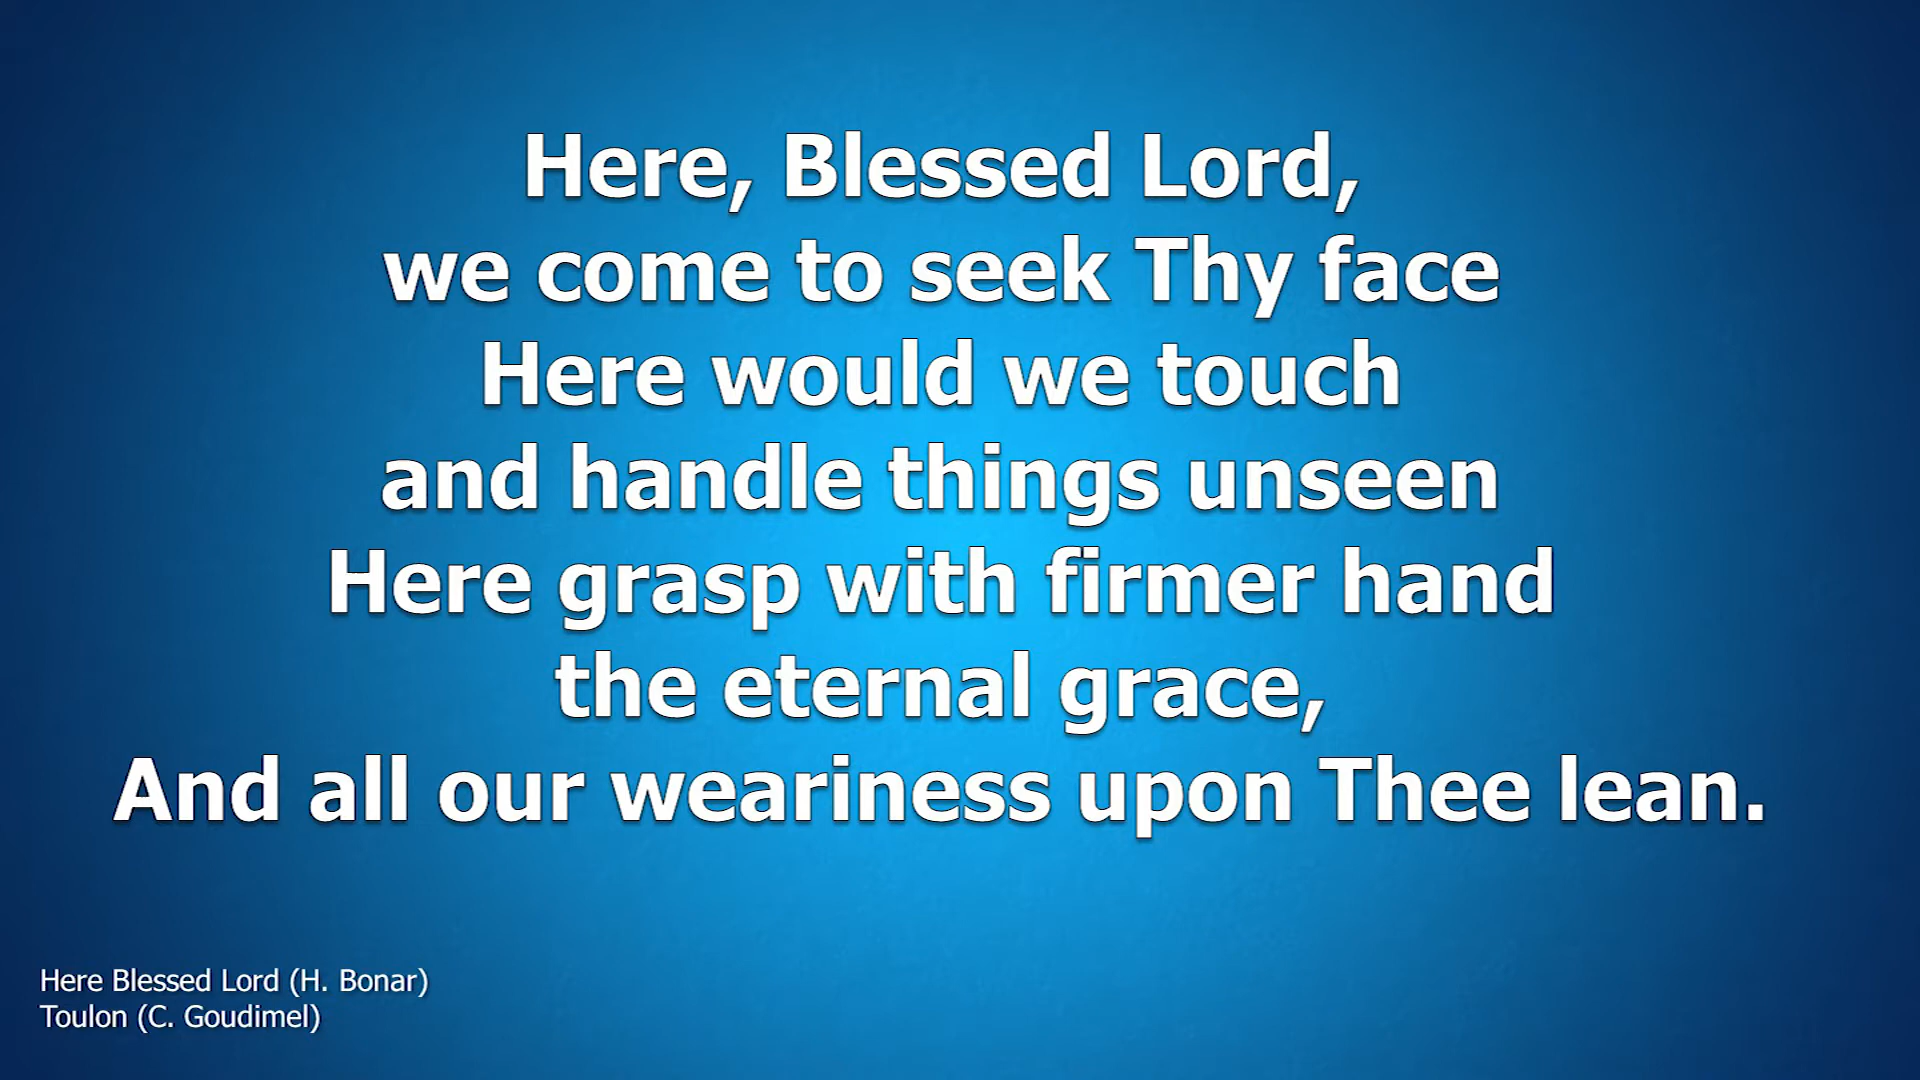 Here, Blessed Lord,
we come to seek Thy face
Here would we touch
and handle things unseen
Here grasp with firmer hand
the eternal grace,
And all our weariness upon Thee lean.
Here Blessed Lord (H. Bonar)
Toulon (C. Goudimel)